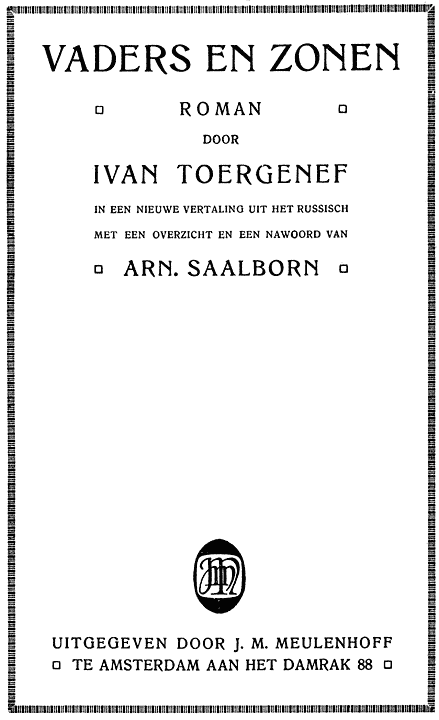 VADERS EN ZONEN
ROMAN
DOOR
IVAN TOERGENEF
IN EEN NIEUWE VERTALING UIT HET RUSSISCH
MET EEN OVERZICHT EN EEN NAWOORD VAN
ARN. SAALBORN
JMM
UITGEGEVEN DOOR J. M. MEULENHOFF
TE AMSTERDAM AAN HET DAMRAK 88